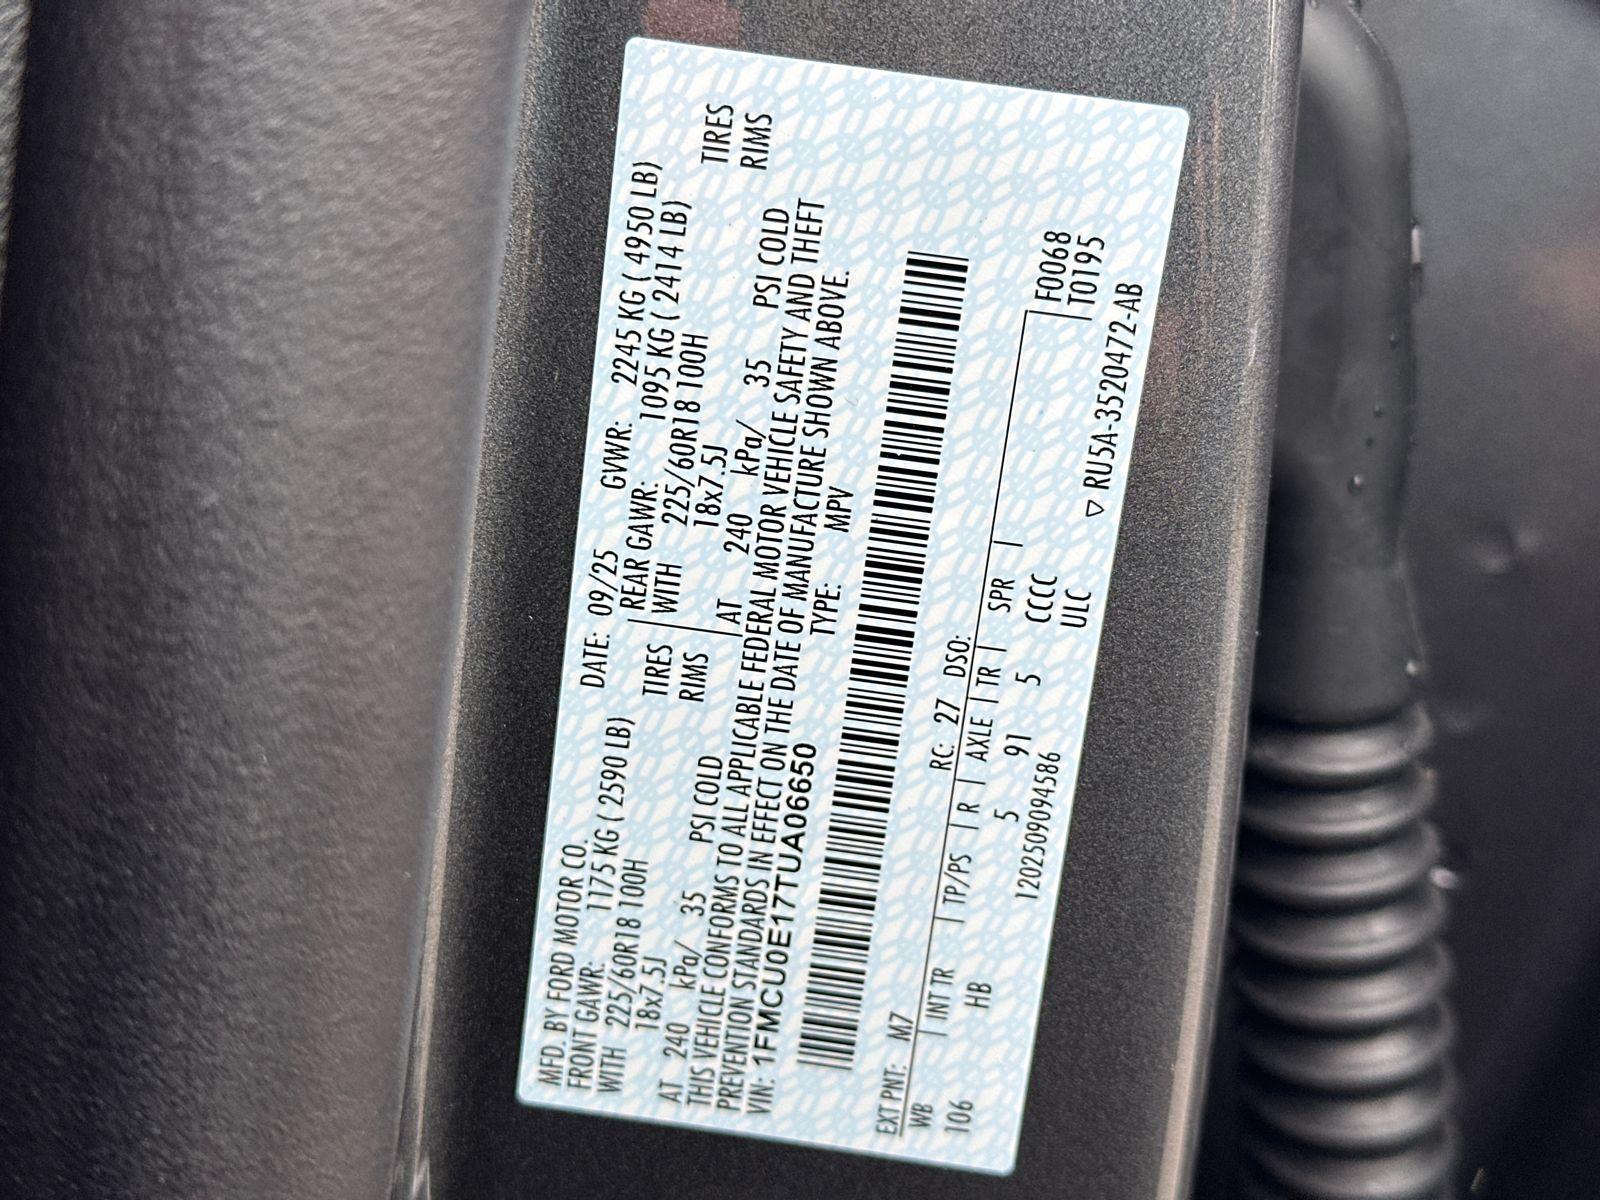 MFD. BY FORD MOTOR CO. DATE: 09/25 GVWR: 2245 KG ( 4950 LB)
FRONT GAWR: 1175 KG ( 2590 LB) REAR GAWR: 1095 KG ( 2414 LB)
WITH 225/60R18 100H TIRES WITH 225/60R18 100H TIRES
18x7.5J RIMS 18x7.5J RIMS
AT 240 kPa/ 35 PSI COLD AT 240 kPa/ 35 PSI COLD
THIS VEHICLE CONFORMS TO ALL APPLICABLE FEDERAL MOTOR VEHICLE SAFETY AND THEFT
PREVENTION STANDARDS IN EFFECT ON THE DATE OF MANUFACTURE SHOWN ABOVE.
VIN: 1FMCU0E17TUA06650 TYPE: MPV
EXT PNT: M7 RC: 27 DSO:
WB INT TR TP/PS R AXLE TR SPR F0068
106 HB 5 91 5 CCCC T0195
120250909458​6 ULC
▽ RU5A-3520472-AB